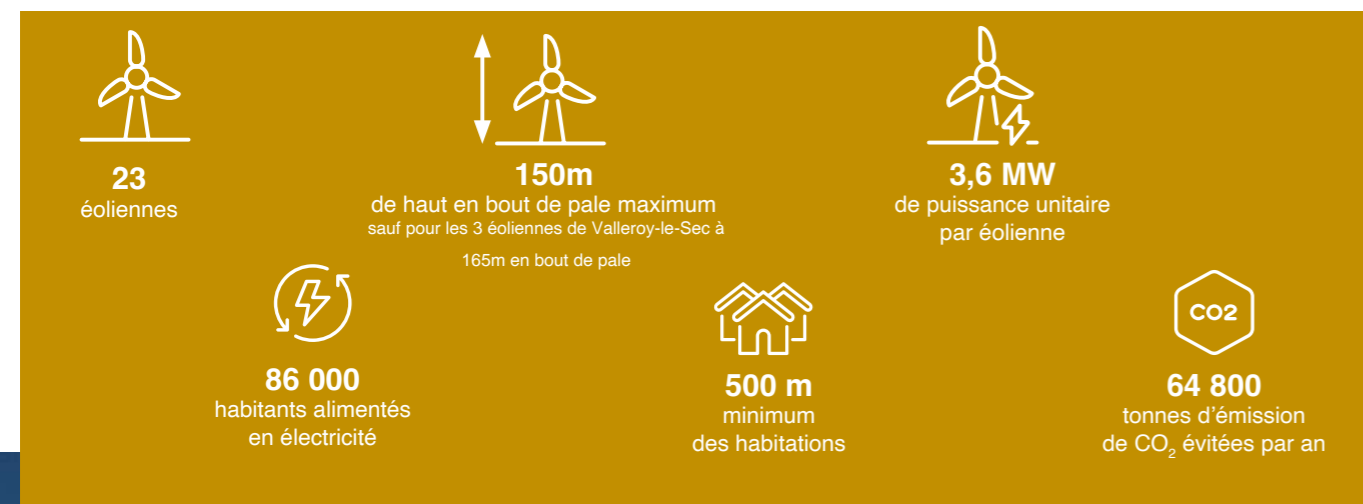 23
éoliennes
150m
de haut en bout de pale maximum
sauf pour les 3 éoliennes de Valleroy-le-Sec à
165m en bout de pale
3,6 MW
de puissance unitaire
par éolienne
86 000
habitants alimentés
en électricité
500 m
minimum
des habitations
CO2
64 800
tonnes d’émission
de CO₂ évitées par an